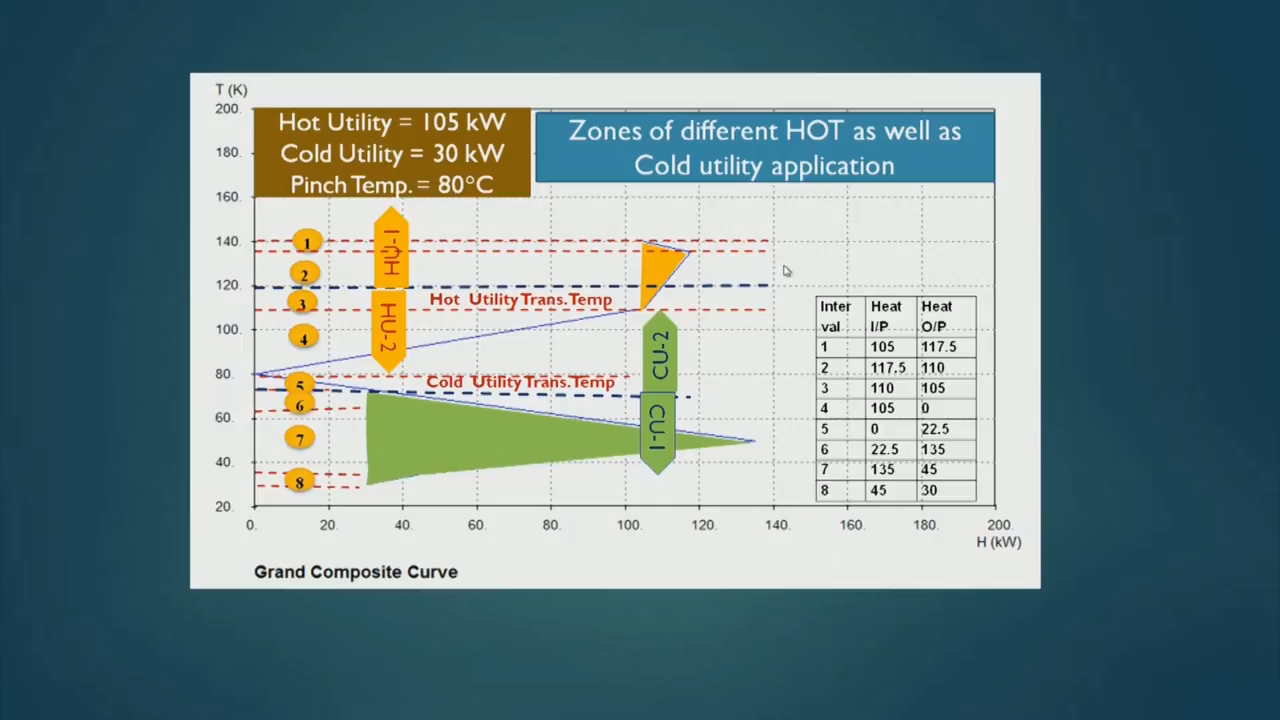 T (K)
200.
180.
160.
140.
120.
100.
80.
60.
40.
20.
Hot Utility = 105 kW
Cold Utility = 30 kW
Pinch Temp. = 80°C
Zones of different HOT as well as
Cold utility application
1
2
3
4
5
6
7
8
HU-1
HU-2
Hot Utility Trans. Temp
Cold Utility Trans. Temp
CU-2
CU-1
Inter val Heat I/P Heat O/P
1 105 117.5
2 117.5 110
3 110 105
4 105 0
5 0 22.5
6 22.5 135
7 135 45
8 45 30
0. 20. 40. 60. 80. 100. 120. 140. 160. 180. 200.
H (kW)
Grand Composite Curve